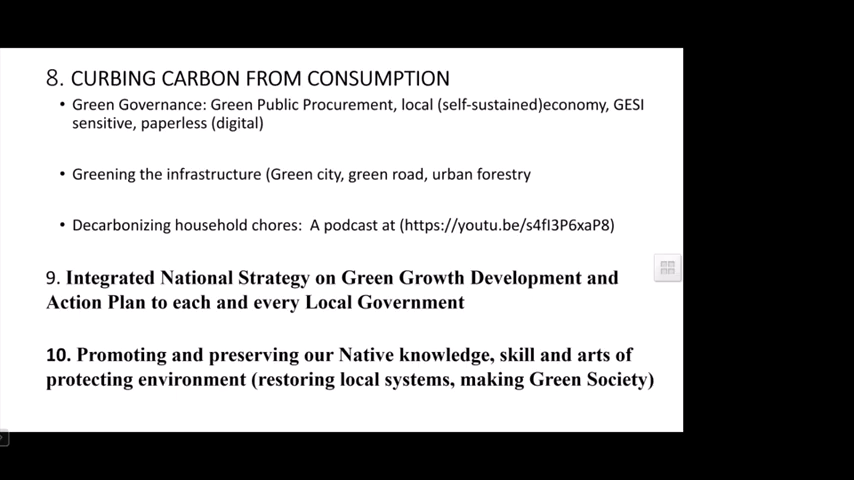 8. CURBING CARBON FROM CONSUMPTION
• Green Governance: Green Public Procurement, local (self-sustained)economy, GESI
sensitive, paperless (digital)
• Greening the infrastructure (Green city, green road, urban forestry
• Decarbonizing household chores:  A podcast at (https://youtu.be/s4fI3P6xaP8)
9. Integrated National Strategy on Green Growth Development and
Action Plan to each and every Local Government
10. Promoting and preserving our Native knowledge, skill and arts of
protecting environment (restoring local systems, making Green Society)